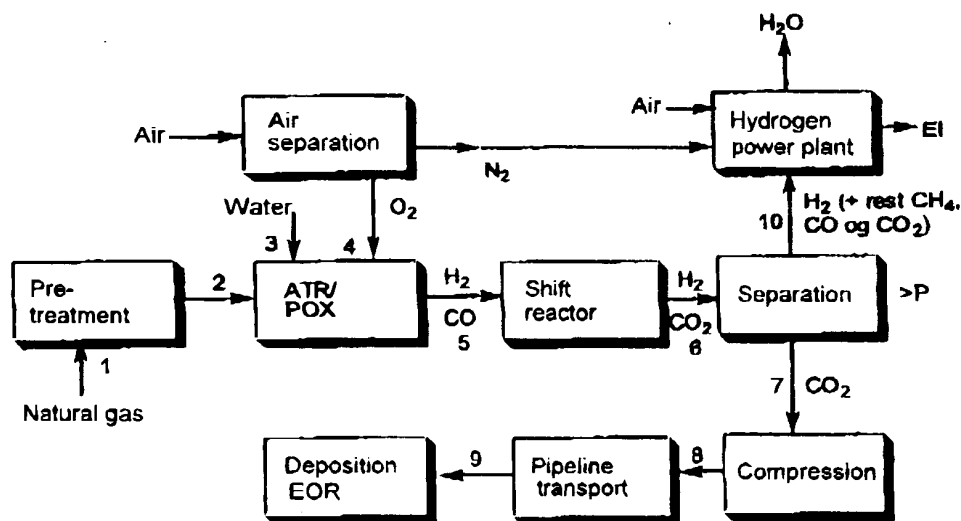 H₂O
Air
Air
separation
Air
Hydrogen
power plant
El
N₂
Water
O₂
H₂ (+ rest CH₄,
CO og CO₂)
10
3
4
Pre-
treatment
2
ATR/
POX
H₂
CO
5
Shift
reactor
H₂
CO₂
6
Separation
>P
1
Natural gas
7
CO₂
Deposition
EOR
9
Pipeline
transport
8
Compression